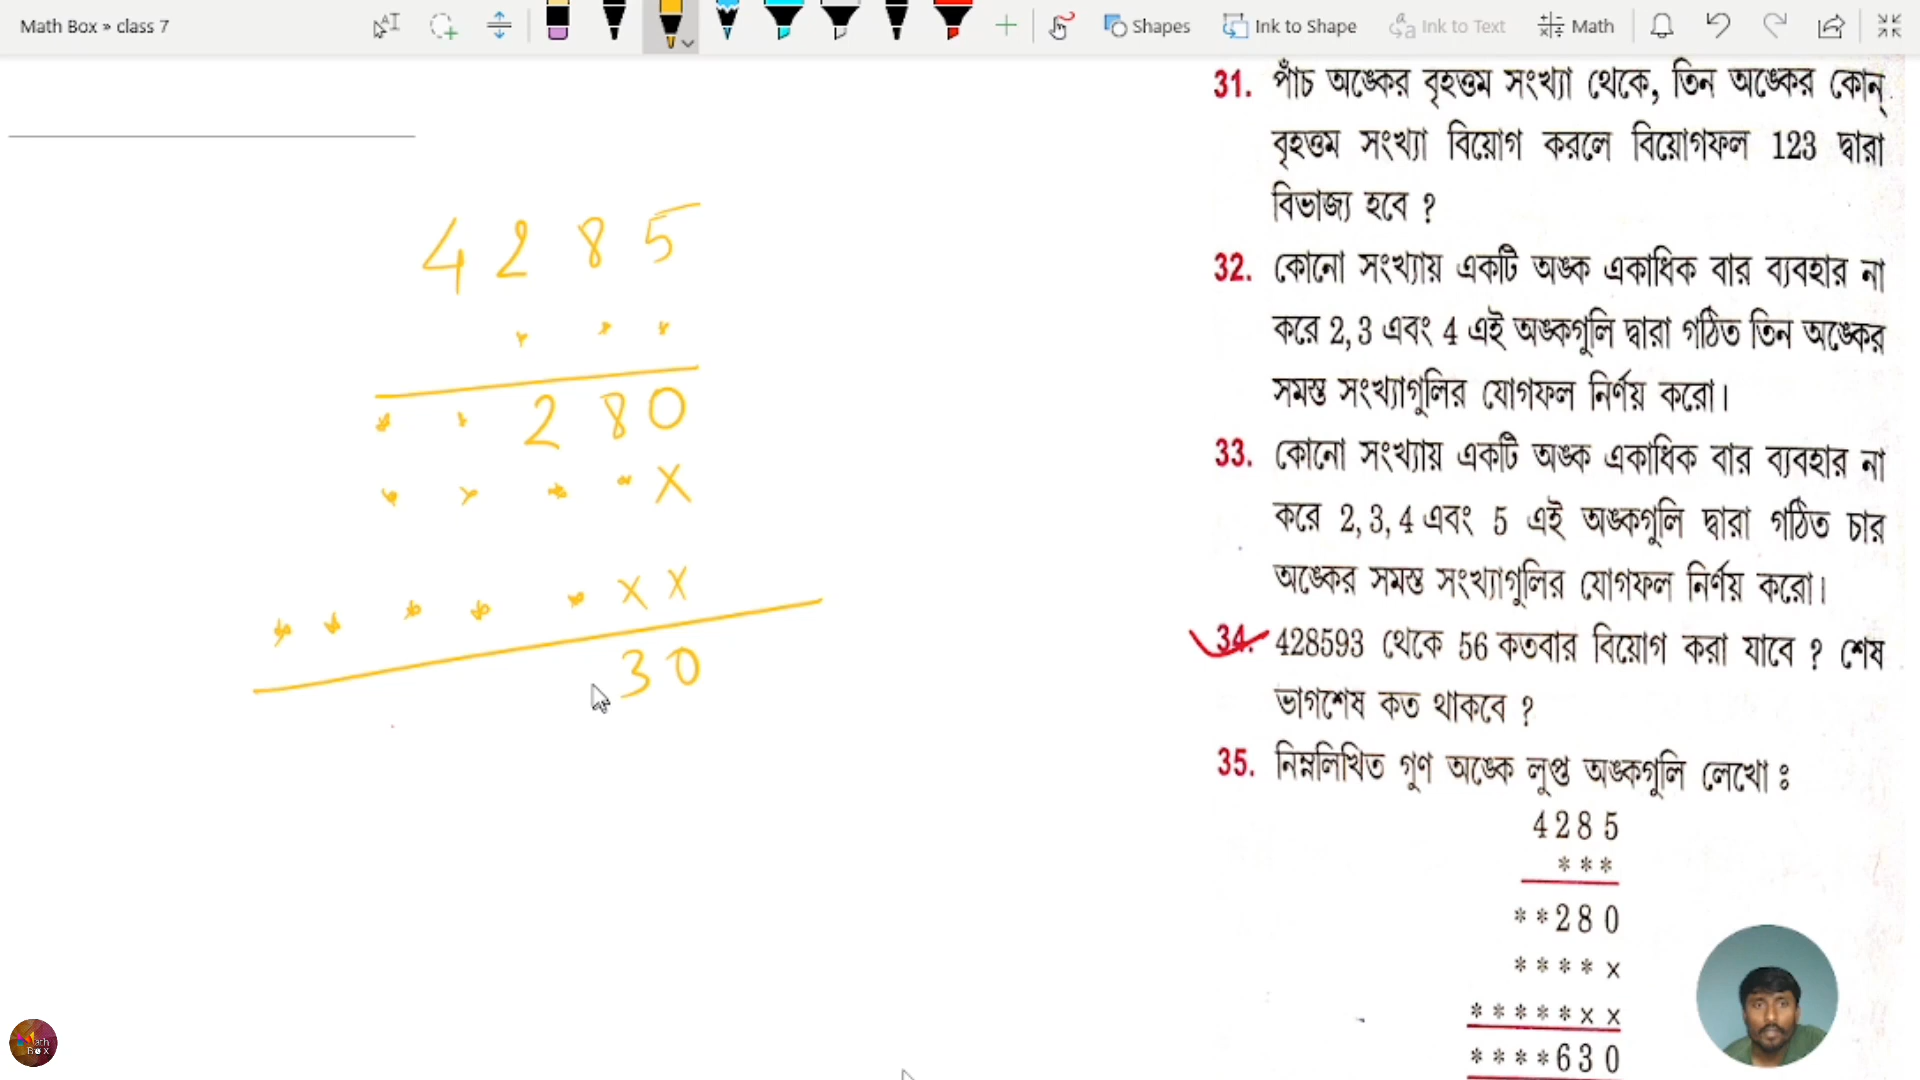 Math Box » class 7
Shapes
Ink to Shape
Ink to Text
Math
4 2 8 5
. . .
* * 2 8 0
* * * * x
* * * * * x x
3 0
31. পাঁচ অঙ্কের বৃহত্তম সংখ্যা থেকে, তিন অঙ্কের কোন্
বৃহত্তম সংখ্যা বিয়োগ করলে বিয়োগফল 123 দ্বারা
বিভাজ্য হবে ?
32. কোনো সংখ্যায় একটি অঙ্ক একাধিক বার ব্যবহার না
করে 2, 3 এবং 4 এই অঙ্কগুলি দ্বারা গঠিত তিন অঙ্কের
সমস্ত সংখ্যাগুলির যোগফল নির্ণয় করো।
33. কোনো সংখ্যায় একটি অঙ্ক একাধিক বার ব্যবহার না
করে 2, 3, 4 এবং 5 এই অঙ্কগুলি দ্বারা গঠিত চার
অঙ্কের সমস্ত সংখ্যাগুলির যোগফল নির্ণয় করো।
34. 428593 থেকে 56 কতবার বিয়োগ করা যাবে ? শেষ
ভাগশেষ কত থাকবে ?
35. নিম্নলিখিত গুণ অঙ্কে লুপ্ত অঙ্কগুলি লেখো ঃ
4 2 8 5
* * *
* * 2 8 0
* * * * x
* * * * * x x
* * * * 6 3 0
Math
Box